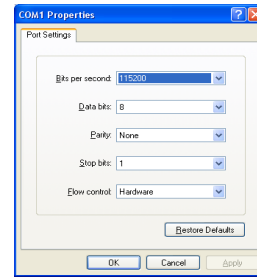 COM1 Properties
Port Settings
Bits per second: 115200
Data bits: 8
Parity: None
Stop bits: 1
Flow control: Hardware
Restore Defaults
OK Cancel Apply